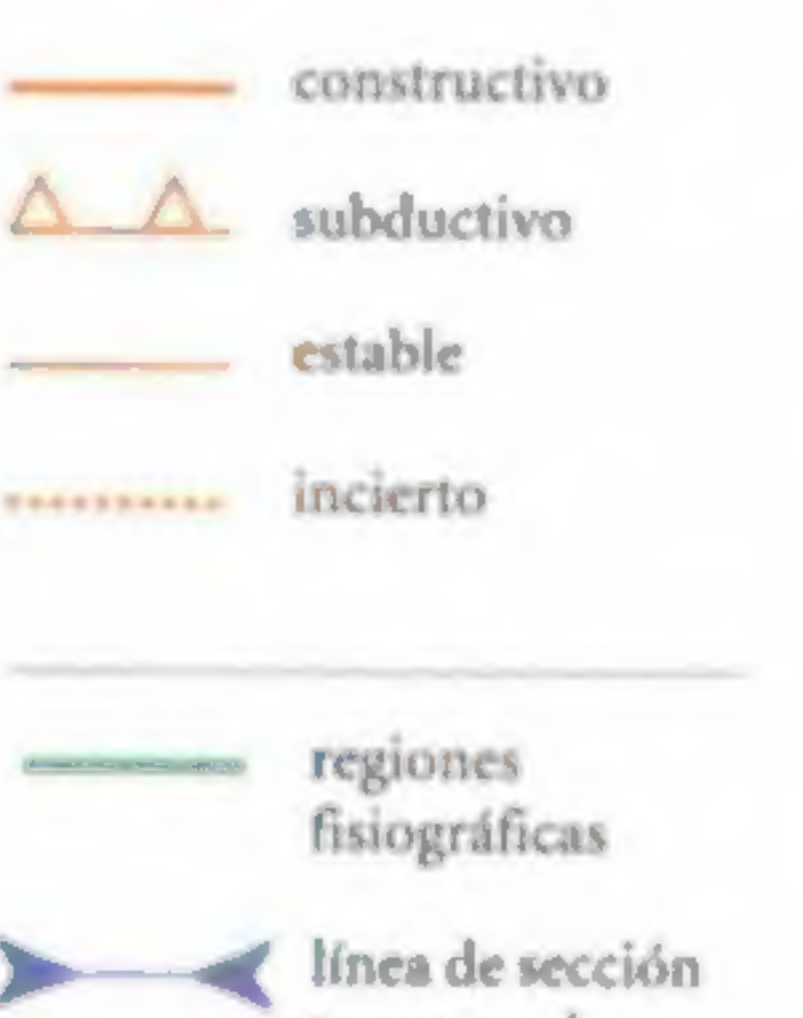 constructivo
subductivo
estable
incierto
regiones
fisiográficas
línea de sección